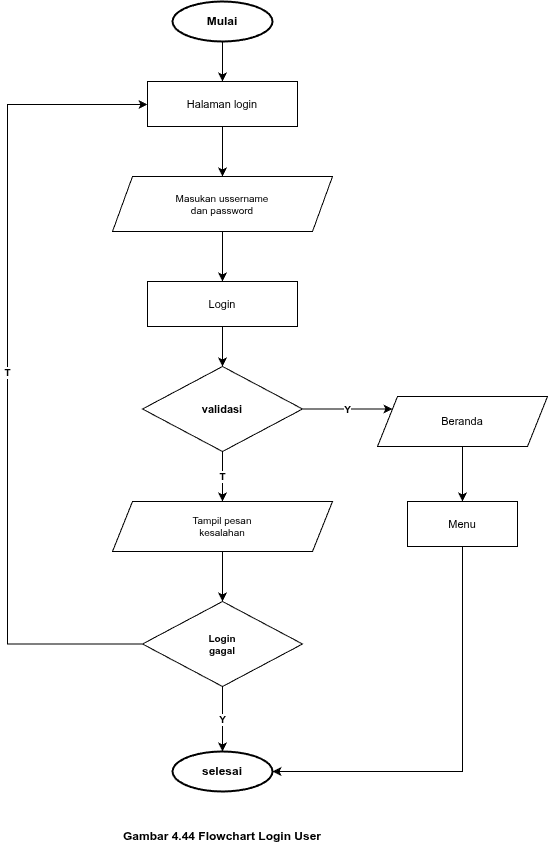 Mulai
Halaman login
Masukan ussername
dan password
Login
T
validasi
Y
Beranda
T
Tampil pesan
kesalahan
Menu
Login
gagal
Y
selesai
Gambar 4.44 Flowchart Login User